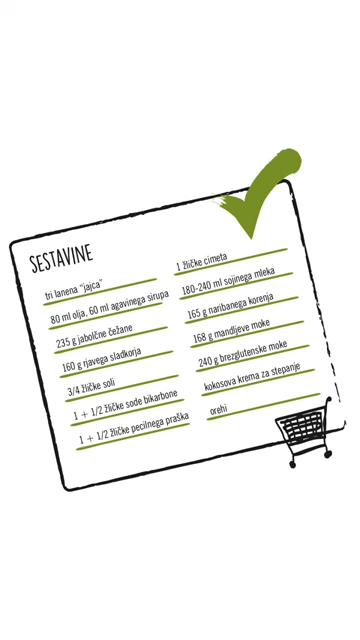 SESTAVINE
tri lanena "jajca"
80 ml olja, 60 ml agavinega sirupa
235 g jabolčne čežane
160 g rjavega sladkorja
3/4 žličke soli
1 + 1/2 žličke sode bikarbone
1 + 1/2 žličke pecilnega praška
1 žličke cimeta
180-240 ml sojinega mleka
165 g naribanega korenja
168 g mandljeve moke
240 g brezglutenske moke
kokosova krema za stepanje
orehi